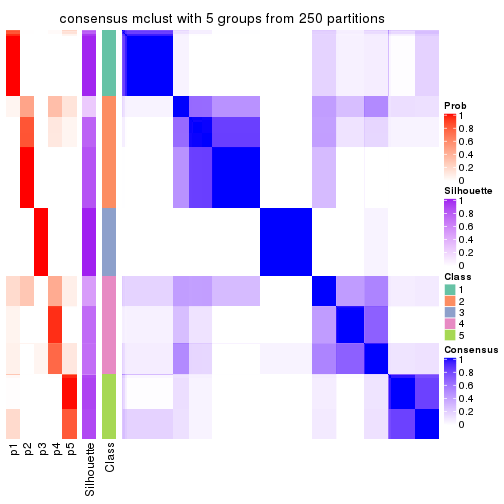 consensus mclust with 5 groups from 250 partitions
Prob
1
0.8
0.6
0.4
0.2
0
Silhouette
1
0.8
0.6
0.4
0.2
0
Class
1
2
3
4
5
Consensus
1
0.8
0.6
0.4
0.2
0
p1
p2
p3
p4
p5
Silhouette
Class